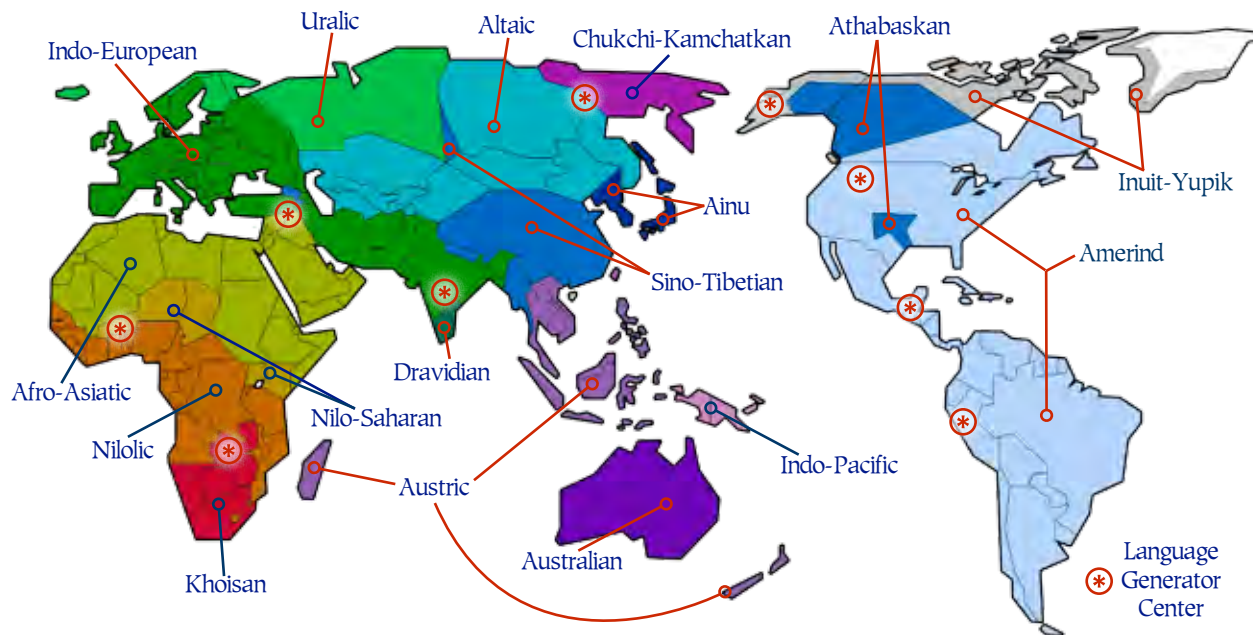 Uralic
Altaic
Athabaskan
Indo-European
Chukchi-Kamchatkan
Inuit-Yupik
Ainu
Amerind
Sino-Tibetian
Dravidian
Afro-Asiatic
Nilo-Saharan
Nilolic
Indo-Pacific
Austric
Australian
Khoisan
Language
Generator
Center